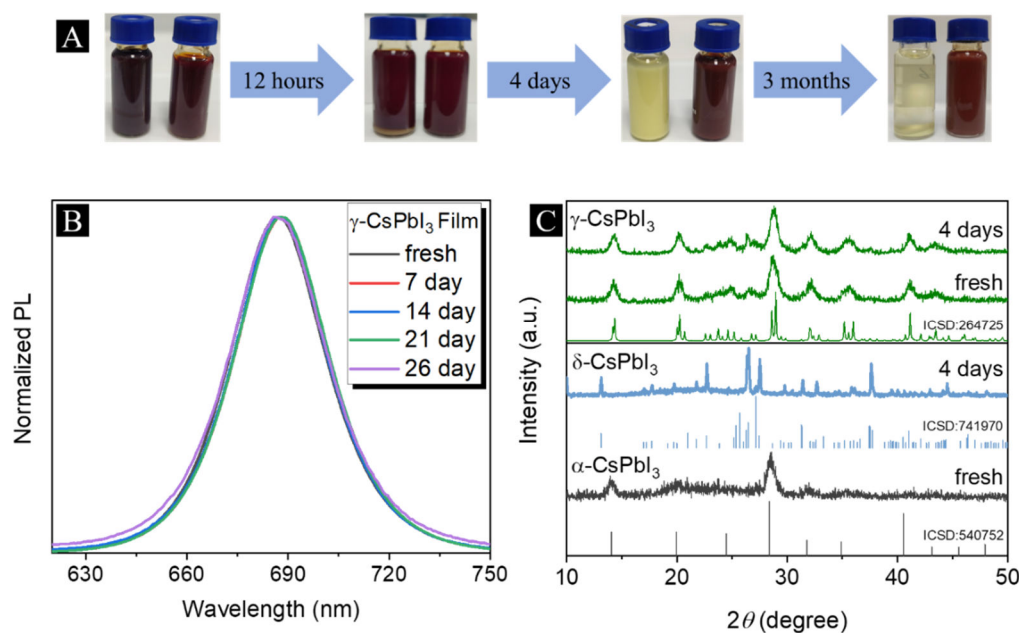 A
12 hours
4 days
3 months
B
γ-CsPbI3 Film
fresh
7 day
14 day
21 day
26 day
Normalized PL
630
660
690
720
750
Wavelength (nm)
C
γ-CsPbI3
4 days
fresh
ICSD:264725
δ-CsPbI3
4 days
ICSD:741970
α-CsPbI3
fresh
ICSD:540752
Intensity (a.u.)
10
20
30
40
50
2θ (degree)